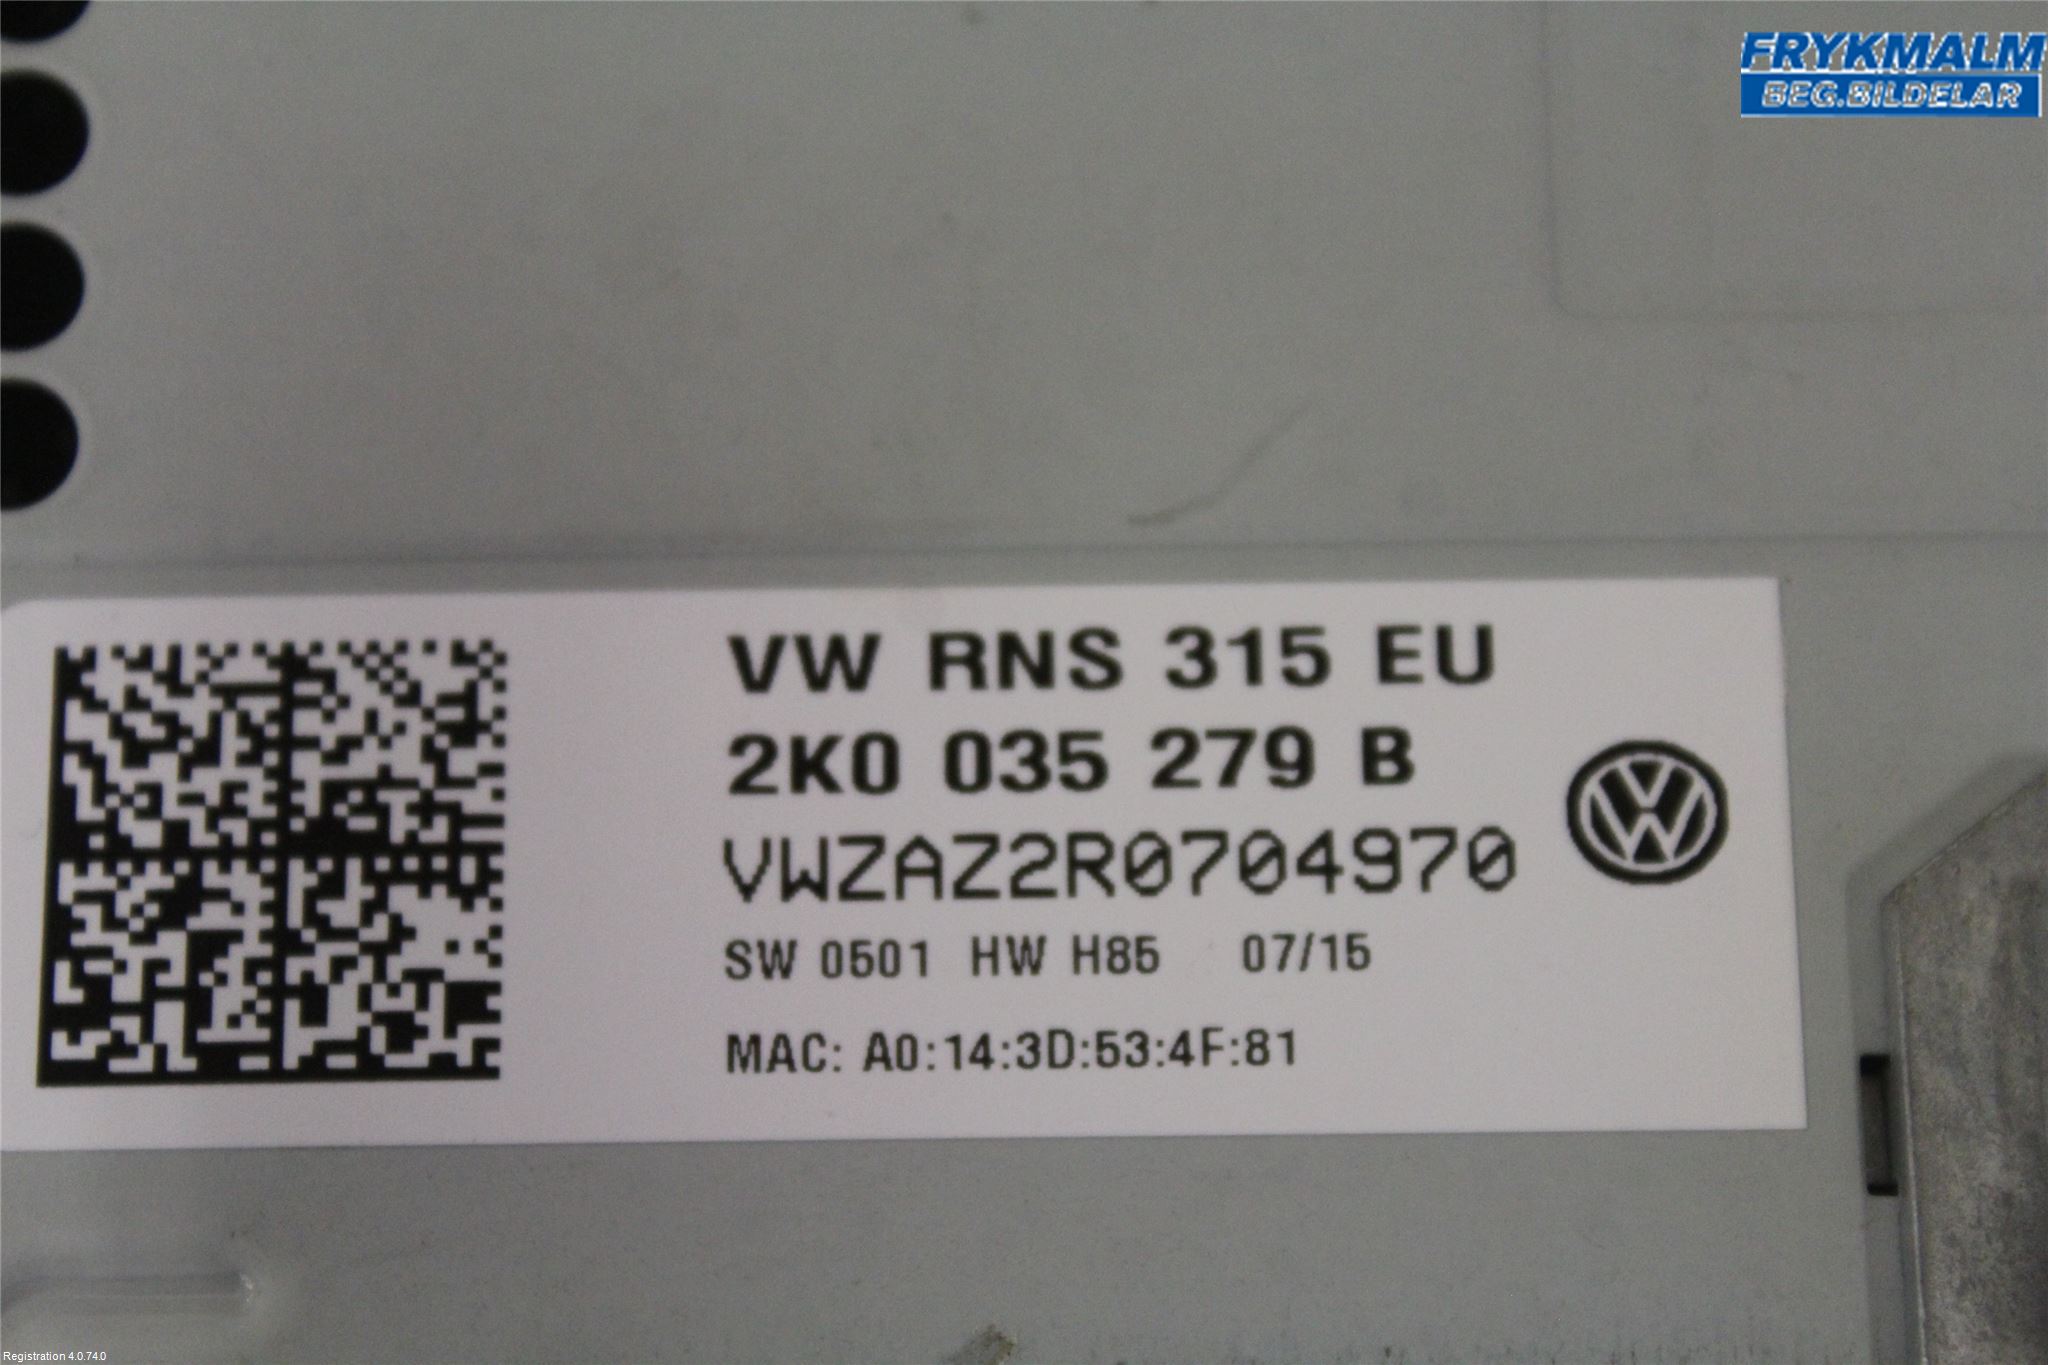 FRYKMALM
BEG.BILDELAR
VW RNS 315 EU
2K0 035 279 B
VWZAZ2R0704970
SW 0501 HW H85 07/15
MAC: A0:14:3D:53:4F:81
Registration 4.0.74.0